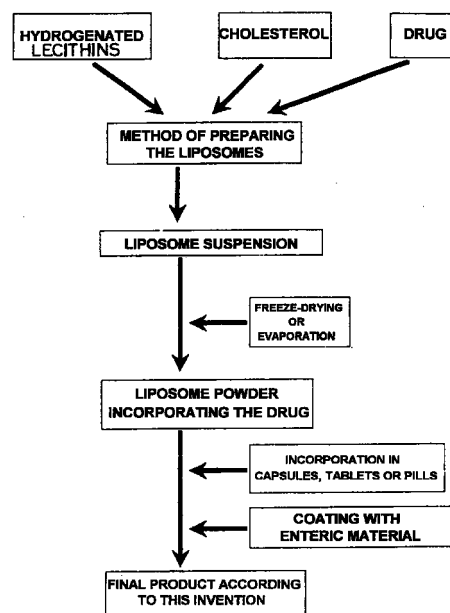 HYDROGENATED
LECITHINS
CHOLESTEROL
DRUG
METHOD OF PREPARING
THE LIPOSOMES
LIPOSOME SUSPENSION
FREEZE-DRYING
OR
EVAPORATION
LIPOSOME POWDER
INCORPORATING THE DRUG
INCORPORATION IN
CAPSULES, TABLETS OR PILLS
COATING WITH
ENTERIC MATERIAL
FINAL PRODUCT ACCORDING
TO THIS INVENTION